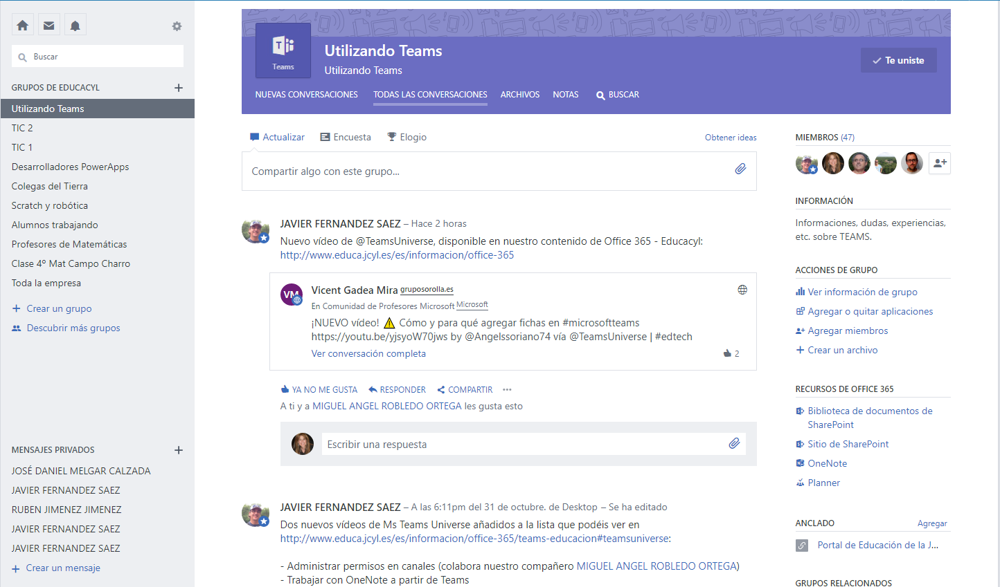 Buscar
GRUPOS DE EDUCACYL
Utilizando Teams
TIC 2
TIC 1
Desarrolladores PowerApps
Colegas del Tierra
Scratch y robótica
Alumnos trabajando
Profesores de Matemáticas
Clase 4º Mat Campo Charro
Toda la empresa
Crear un grupo
Descubrir más grupos
MENSAJES PRIVADOS
JOSÉ DANIEL MELGAR CALZADA
JAVIER FERNANDEZ SAEZ
RUBEN JIMENEZ JIMENEZ
JAVIER FERNANDEZ SAEZ
JAVIER FERNANDEZ SAEZ
Crear un mensaje
T
Teams
Utilizando Teams
Utilizando Teams
Te uniste
NUEVAS CONVERSACIONES TODAS LAS CONVERSACIONES ARCHIVOS NOTAS BUSCAR
Actualizar Encuesta Elogio Obtener ideas
Compartir algo con este grupo...
JAVIER FERNANDEZ SAEZ – Hace 2 horas
Nuevo vídeo de @TeamsUniverse, disponible en nuestro contenido de Office 365 - Educacyl:
http://www.educa.jcyl.es/es/informacion/office-365
VM
Vicent Gadea Mira gruposorolla.es
En Comunidad de Profesores Microsoft Microsoft
¡NUEVO vídeo! ⚠ Cómo y para qué agregar fichas en #microsoftteams
https://youtu.be/yjsyoW70jws by @Angelssoriano74 vía @TeamsUniverse | #edtech
Ver conversación completa 2
YA NO ME GUSTA RESPONDER COMPARTIR ...
A ti y a MIGUEL ANGEL ROBLEDO ORTEGA les gusta esto
Escribir una respuesta
JAVIER FERNANDEZ SAEZ – A las 6:11pm del 31 de octubre. de Desktop – Se ha editado
Dos nuevos vídeos de Ms Teams Universe añadidos a la lista que podéis ver en
http://www.educa.jcyl.es/es/informacion/office-365/teams-educacion#teamsuniverse:
- Administrar permisos en canales (colabora nuestro compañero MIGUEL ANGEL ROBLEDO ORTEGA)
- Trabajar con OneNote a partir de Teams
MIEMBROS (47)
INFORMACIÓN
Informaciones, dudas, experiencias,
etc. sobre TEAMS.
ACCIONES DE GRUPO
Ver información de grupo
Agregar o quitar aplicaciones
Agregar miembros
Crear un archivo
RECURSOS DE OFFICE 365
Biblioteca de documentos de
SharePoint
Sitio de SharePoint
OneNote
Planner
ANCLADO Agregar
Portal de Educación de la J...
GRUPOS RELACIONADOS